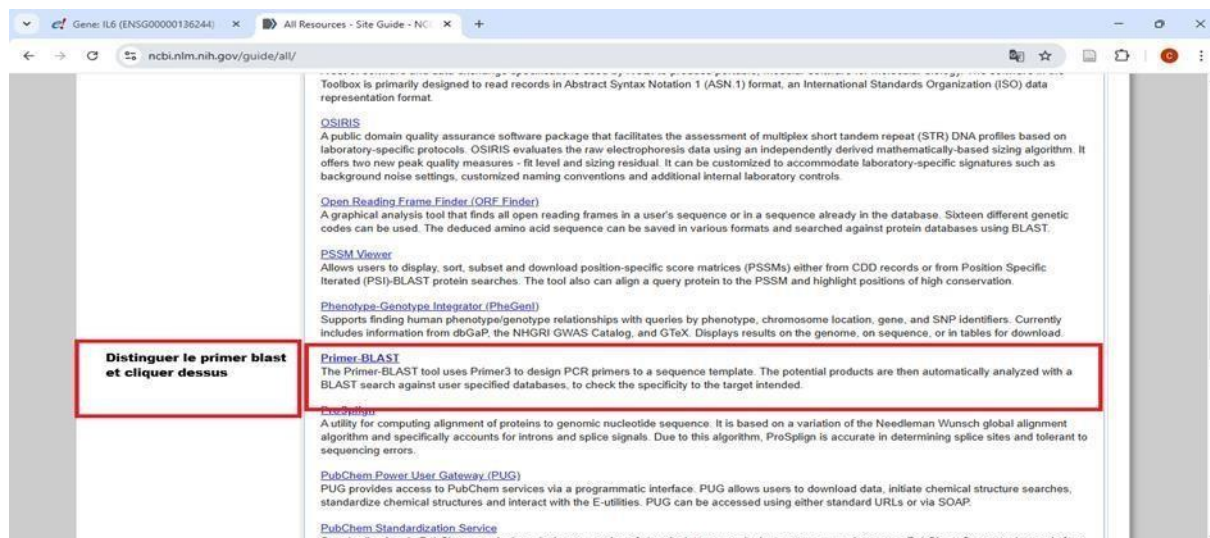 Gene: IL6 (ENSG00000136244)
All Resources - Site Guide - NC
ncbi.nlm.nih.gov/guide/all/
C
Toolbox is primarily designed to read records in Abstract Syntax Notation 1 (ASN.1) format, an International Standards Organization (ISO) data
representation format.
OSIRIS
A public domain quality assurance software package that facilitates the assessment of multiplex short tandem repeat (STR) DNA profiles based on
laboratory-specific protocols. OSIRIS evaluates the raw electrophoresis data using an independently derived mathematically-based sizing algorithm. It
offers two new peak quality measures - fit level and sizing residual. It can be customized to accommodate laboratory-specific signatures such as
background noise settings, customized naming conventions and additional internal laboratory controls.
Open Reading Frame Finder (ORF Finder)
A graphical analysis tool that finds all open reading frames in a user's sequence or in a sequence already in the database. Sixteen different genetic
codes can be used. The deduced amino acid sequence can be saved in various formats and searched against protein databases using BLAST.
PSSM Viewer
Allows users to display, sort, subset and download position-specific score matrices (PSSMs) either from CDD records or from Position Specific
Iterated (PSI)-BLAST protein searches. The tool also can align a query protein to the PSSM and highlight positions of high conservation.
Phenotype-Genotype Integrator (PheGenI)
Supports finding human phenotype/genotype relationships with queries by phenotype, chromosome location, gene, and SNP identifiers. Currently
includes information from dbGaP, the NHGRI GWAS Catalog, and GTeX. Displays results on the genome, on sequence, or in tables for download.
Distinguer le primer blast
et cliquer dessus
Primer-BLAST
The Primer-BLAST tool uses Primer3 to design PCR primers to a sequence template. The potential products are then automatically analyzed with a
BLAST search against user specified databases, to check the specificity to the target intended.
ProSplign
A utility for computing alignment of proteins to genomic nucleotide sequence. It is based on a variation of the Needleman Wunsch global alignment
algorithm and specifically accounts for introns and splice signals. Due to this algorithm, ProSplign is accurate in determining splice sites and tolerant to
sequencing errors.
PubChem Power User Gateway (PUG)
PUG provides access to PubChem services via a programmatic interface. PUG allows users to download data, initiate chemical structure searches,
standardize chemical structures and interact with the E-utilities. PUG can be accessed using either standard URLs or via SOAP.
PubChem Standardization Service